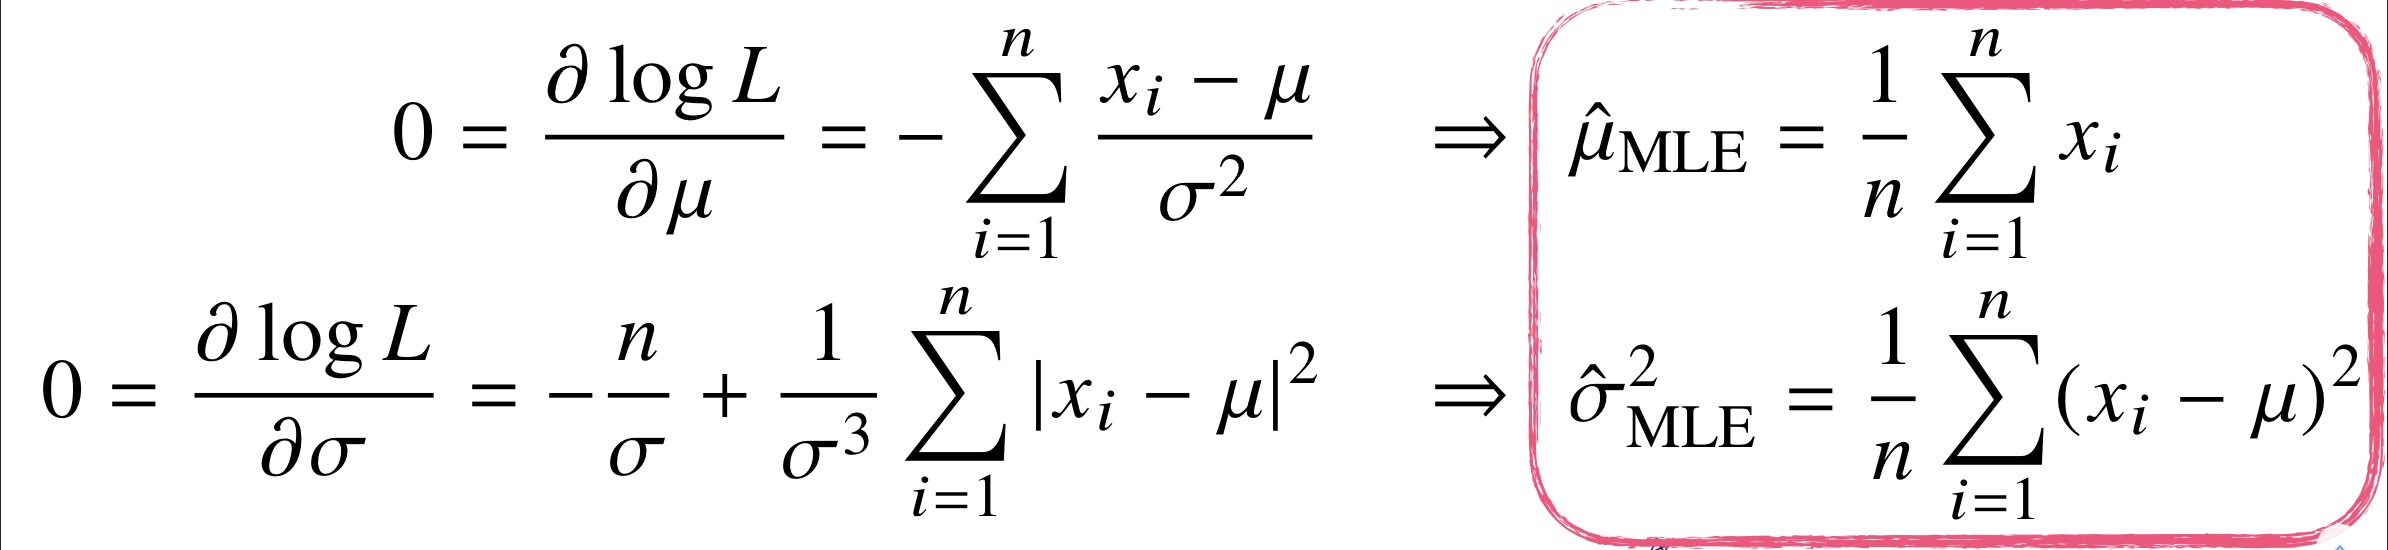 0 = \frac{\partial \log L}{\partial \mu} = -\sum_{i=1}^{n} \frac{x_i - \mu}{\sigma^2} \Rightarrow \hat{\mu}_{\text{MLE}} = \frac{1}{n} \sum_{i=1}^{n} x_i
0 = \frac{\partial \log L}{\partial \sigma} = -\frac{n}{\sigma} + \frac{1}{\sigma^3} \sum_{i=1}^{n} |x_i - \mu|^2 \Rightarrow \hat{\sigma}^2_{\text{MLE}} = \frac{1}{n} \sum_{i=1}^{n} (x_i - \mu)^2